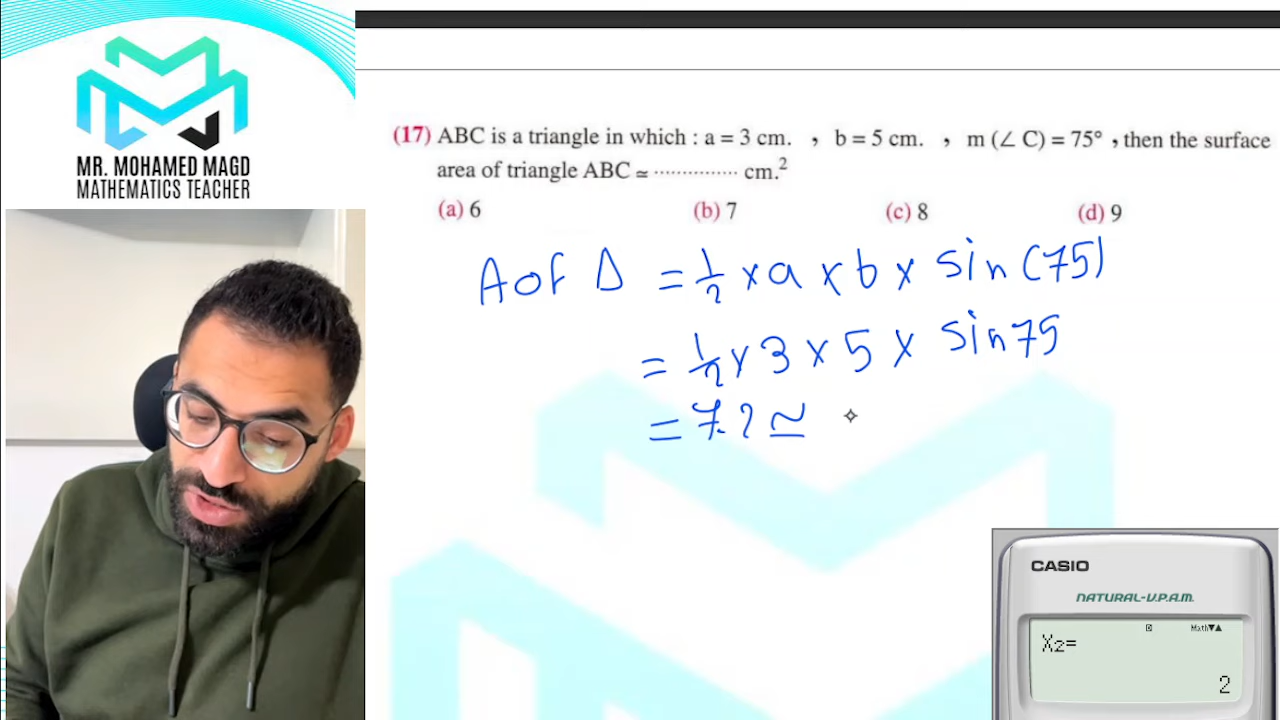 MR. MOHAMED MAGD
MATHEMATICS TEACHER
(17) ABC is a triangle in which : a = 3 cm. , b = 5 cm. , m (∠ C) = 75° , then the surface
area of triangle ABC ≃ ··············· cm.²
(a) 6 (b) 7 (c) 8 (d) 9
A of Δ = 1/2 × a × b × sin (75)
= 1/2 × 3 × 5 × sin 75
= 7.2 ≃
CASIO
NATURAL-V.P.A.M.
Math▼▲
X₂=
2